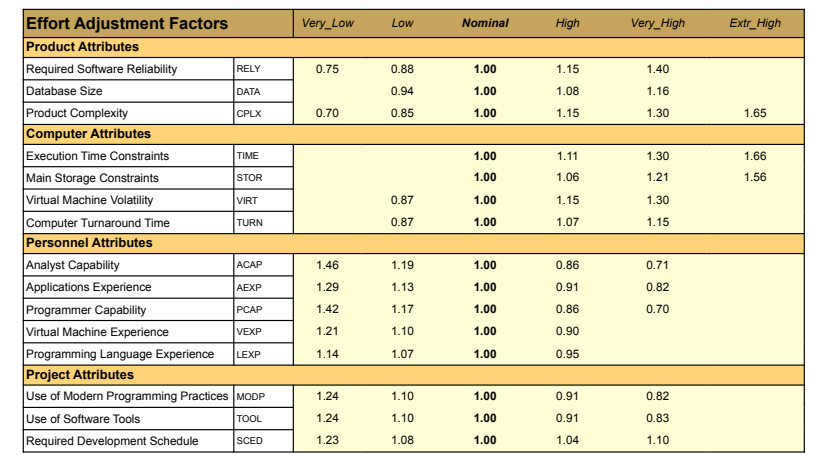 Effort Adjustment Factors Very_Low Low Nominal High Very_High Extr_High
Product Attributes
Required Software Reliability RELY 0.75 0.88 1.00 1.15 1.40
Database Size DATA 0.94 1.00 1.08 1.16
Product Complexity CPLX 0.70 0.85 1.00 1.15 1.30 1.65
Computer Attributes
Execution Time Constraints TIME 1.00 1.11 1.30 1.66
Main Storage Constraints STOR 1.00 1.06 1.21 1.56
Virtual Machine Volatility VIRT 0.87 1.00 1.15 1.30
Computer Turnaround Time TURN 0.87 1.00 1.07 1.15
Personnel Attributes
Analyst Capability ACAP 1.46 1.19 1.00 0.86 0.71
Applications Experience AEXP 1.29 1.13 1.00 0.91 0.82
Programmer Capability PCAP 1.42 1.17 1.00 0.86 0.70
Virtual Machine Experience VEXP 1.21 1.10 1.00 0.90
Programming Language Experience LEXP 1.14 1.07 1.00 0.95
Project Attributes
Use of Modern Programming Practices MODP 1.24 1.10 1.00 0.91 0.82
Use of Software Tools TOOL 1.24 1.10 1.00 0.91 0.83
Required Development Schedule SCED 1.23 1.08 1.00 1.04 1.10